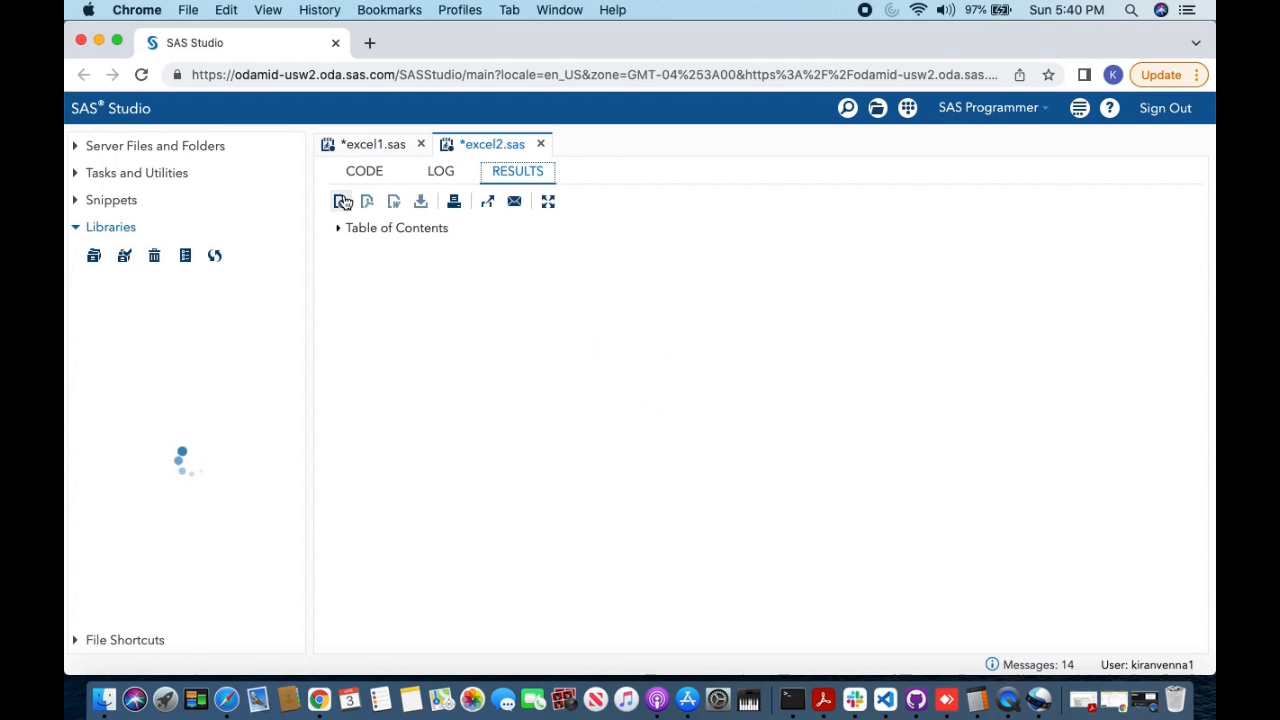 Chrome File Edit View History Bookmarks Profiles Tab Window Help 97% Sun 5:40 PM
SAS Studio
https://odamid-usw2.oda.sas.com/SASStudio/main?locale=en_US&zone=GMT-04%253A00&https%3A%2F%2Fodamid-usw2.oda.sas.... K Update
SAS® Studio SAS Programmer Sign Out
Server Files and Folders
Tasks and Utilities
Snippets
Libraries
File Shortcuts
*excel1.sas *excel2.sas
CODE LOG RESULTS
Table of Contents
Messages: 14 User: kiranvenna1